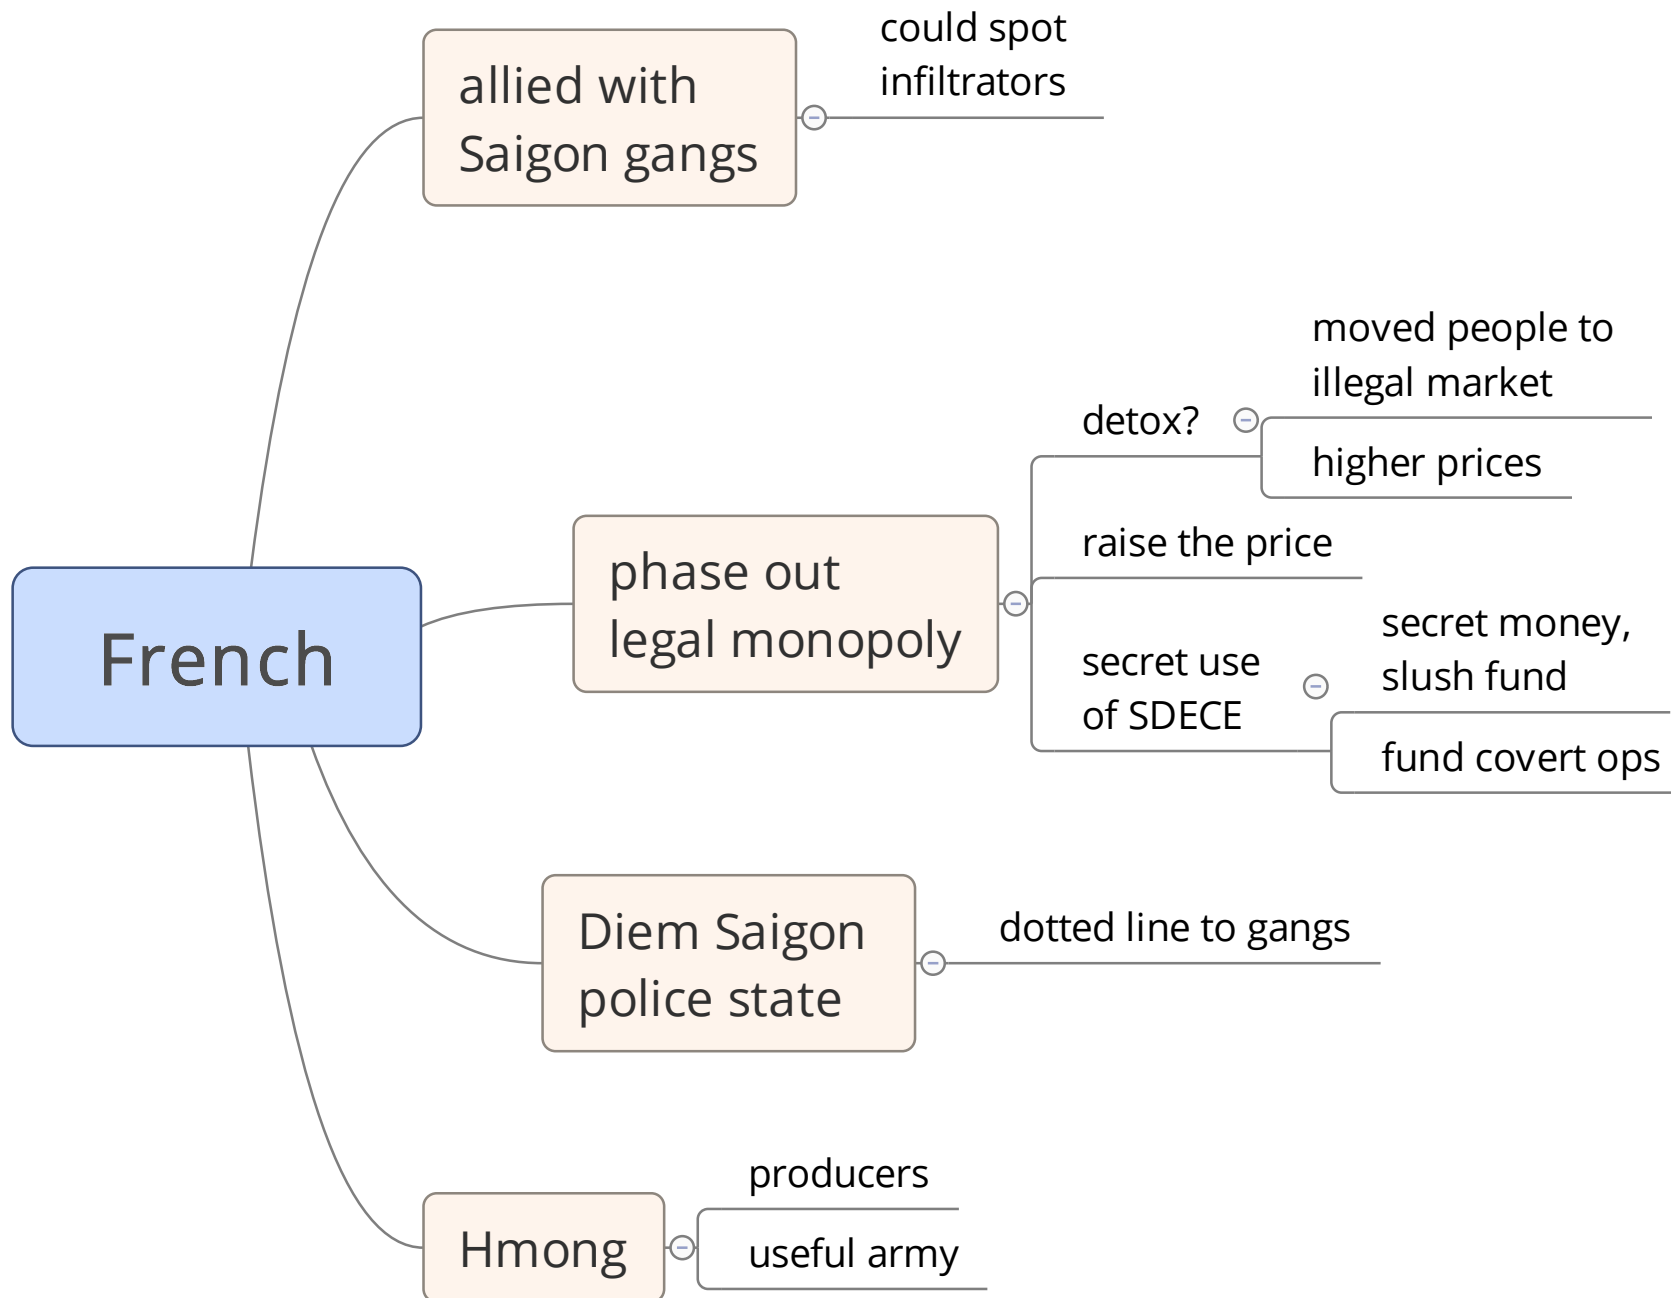 French
allied with
Saigon gangs
could spot
infiltrators
phase out
legal monopoly
detox?
moved people to
illegal market
higher prices
raise the price
secret use
of SDECE
secret money,
slush fund
fund covert ops
Diem Saigon
police state
dotted line to gangs
Hmong
producers
useful army